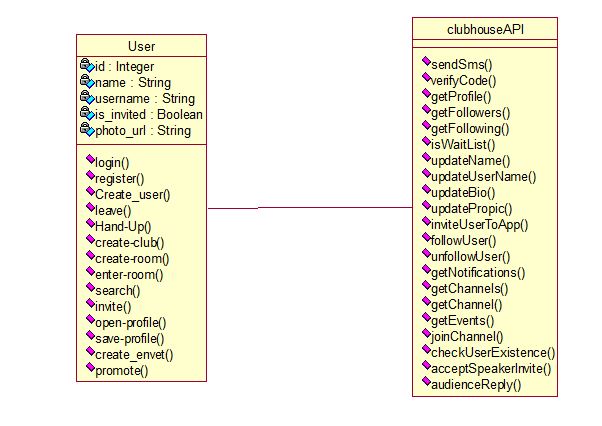 User
id : Integer
name : String
username : String
is_invited : Boolean
photo_url : String
login()
register()
Create_user()
leave()
Hand-Up()
create-club()
create-room()
enter-room()
search()
invite()
open-profile()
save-profile()
create_envet()
promote()
clubhouseAPI
sendSms()
verifyCode()
getProfile()
getFollowers()
getFollowing()
isWaitList()
updateName()
updateUserName()
updateBio()
updatePropic()
inviteUserToApp()
followUser()
unfollowUser()
getNotifications()
getChannels()
getChannel()
getEvents()
joinChannel()
checkUserExistence()
acceptSpeakerInvite()
audienceReply()